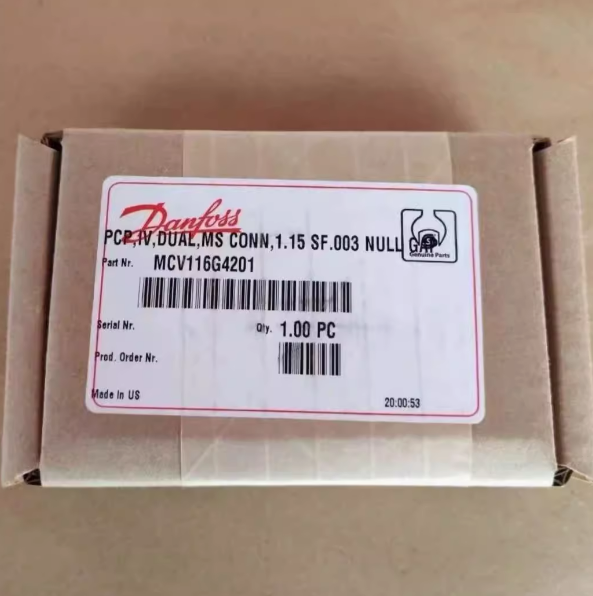 Danfoss
PCP,IV,DUAL,MS CONN,1.15 SF.003 NULL GAP
Genuine Parts
Part Nr. MCV116G4201
Serial Nr. Qty. 1.00 PC
Prod. Order Nr.
Made In US 20:00:53